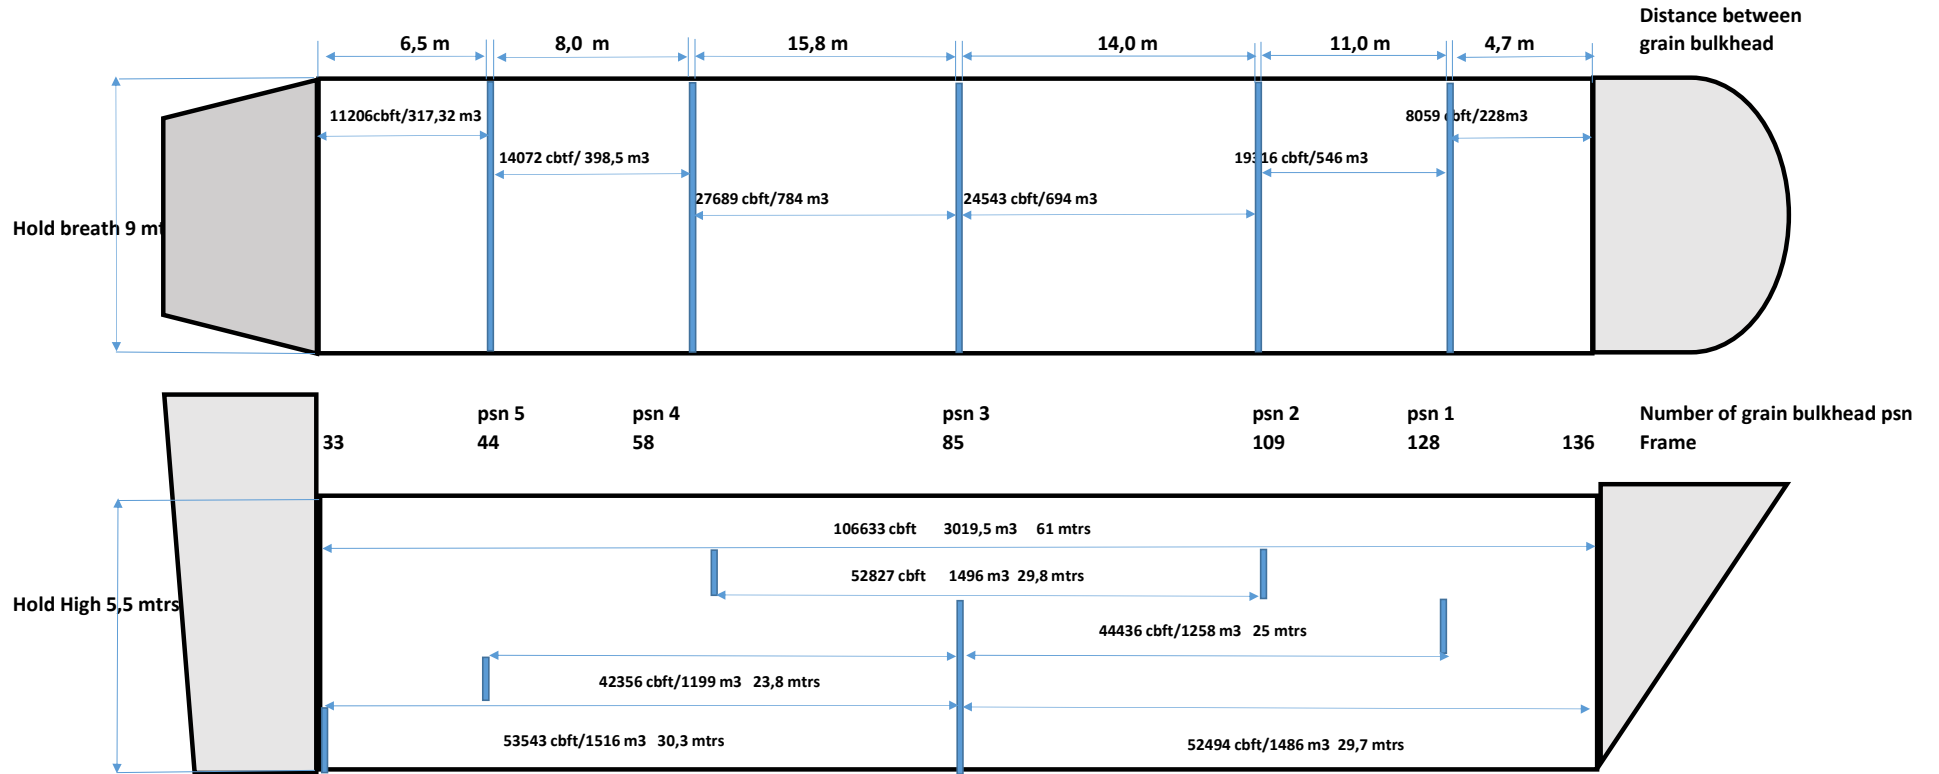 Distance between
grain bulkhead
6,5 m 8,0 m 15,8 m 14,0 m 11,0 m 4,7 m
11206cbft/317,32 m3
8059 cbft/228m3
14072 cbtf/ 398,5 m3
19316 cbft/546 m3
27689 cbft/784 m3
24543 cbft/694 m3
Hold breath 9 mt
psn 5 psn 4 psn 3 psn 2 psn 1 Number of grain bulkhead psn
33 44 58 85 109 128 136 Frame
106633 cbft 3019,5 m3 61 mtrs
52827 cbft 1496 m3 29,8 mtrs
Hold High 5,5 mtrs
44436 cbft/1258 m3 25 mtrs
42356 cbft/1199 m3 23,8 mtrs
53543 cbft/1516 m3 30,3 mtrs
52494 cbft/1486 m3 29,7 mtrs